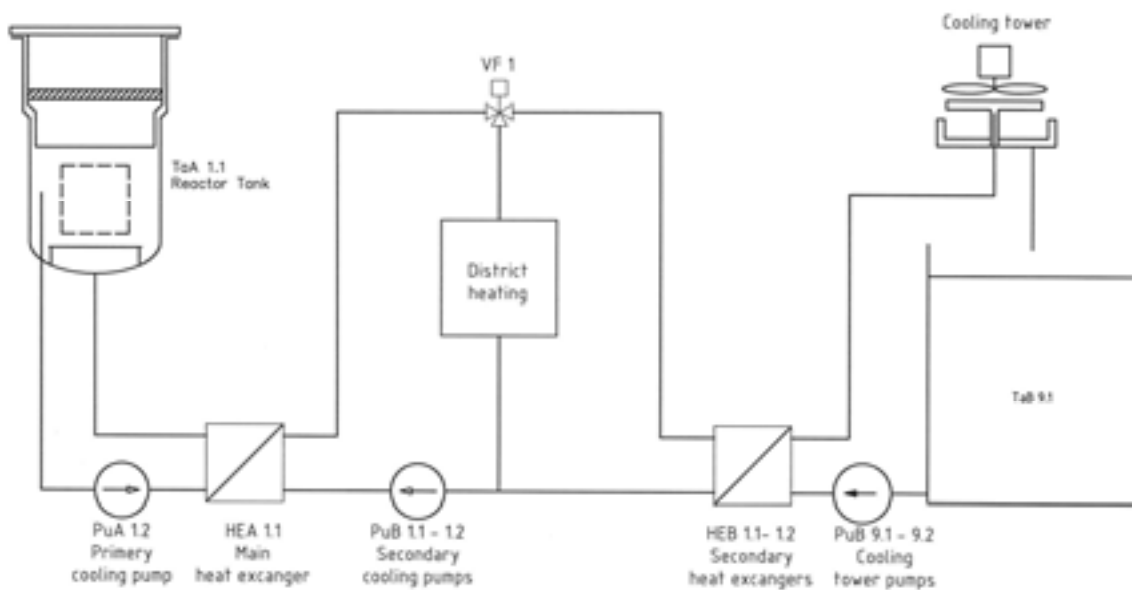 Cooling tower
VF 1
TaA 1.1
Reactor Tank
District
heating
TaB 9.1
PuA 1.2
Primery
cooling pump
HEA 1.1
Main
heat excanger
PuB 1.1 - 1.2
Secondary
cooling pumps
HEB 1.1- 1.2
Secondary
heat excangers
PuB 9.1 - 9.2
Cooling
tower pumps